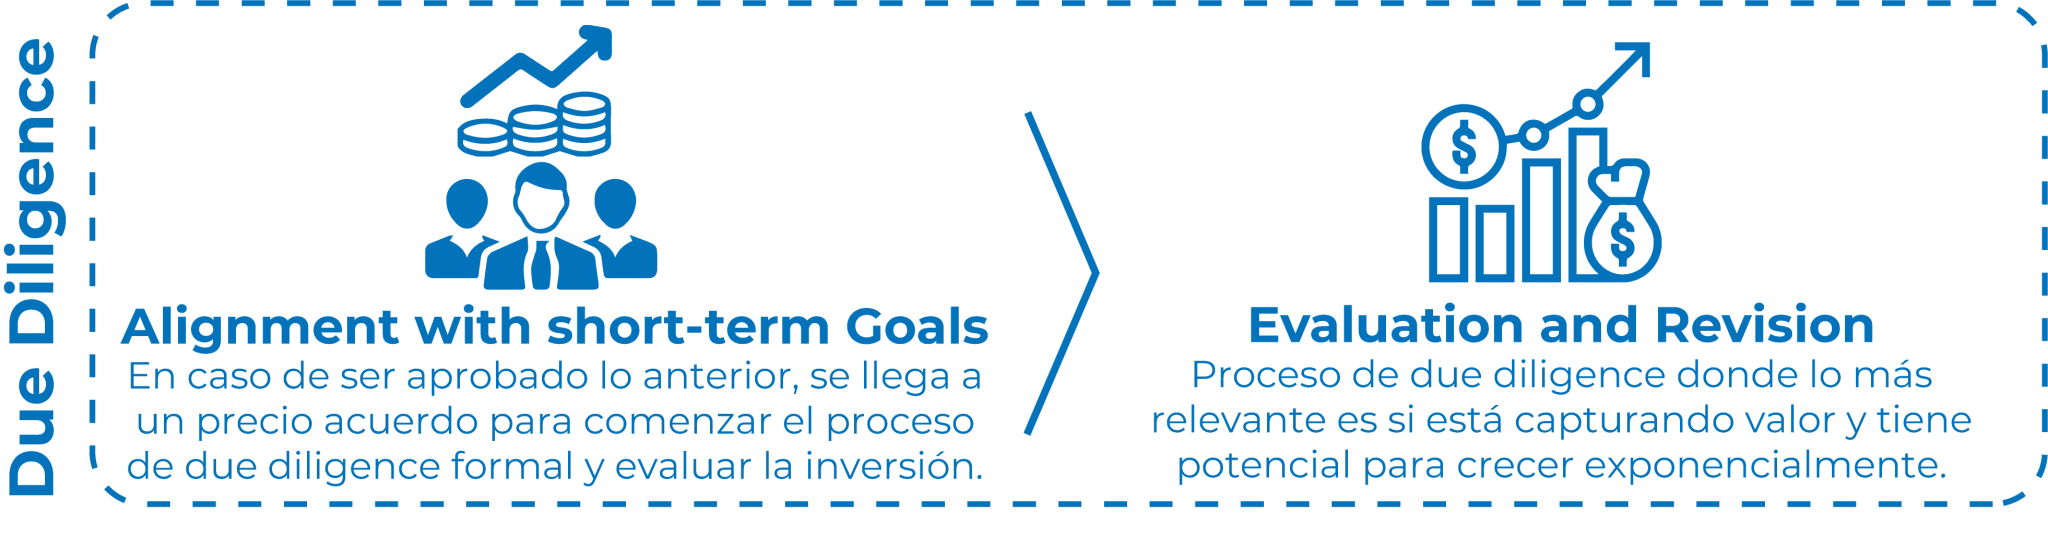 Due Diligence
Alignment with short-term Goals
En caso de ser aprobado lo anterior, se llega a
un precio acuerdo para comenzar el proceso
de due diligence formal y evaluar la inversión.
$
$
Evaluation and Revision
Proceso de due diligence donde lo más
relevante es si está capturando valor y tiene
potencial para crecer exponencialmente.